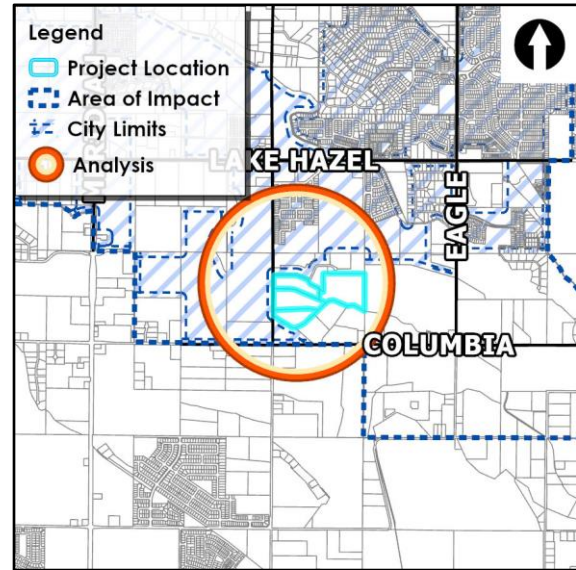 Legend
Project Location
Area of Impact
City Limits
Analysis
LAKE HAZEL
EAGLE
COLUMBIA